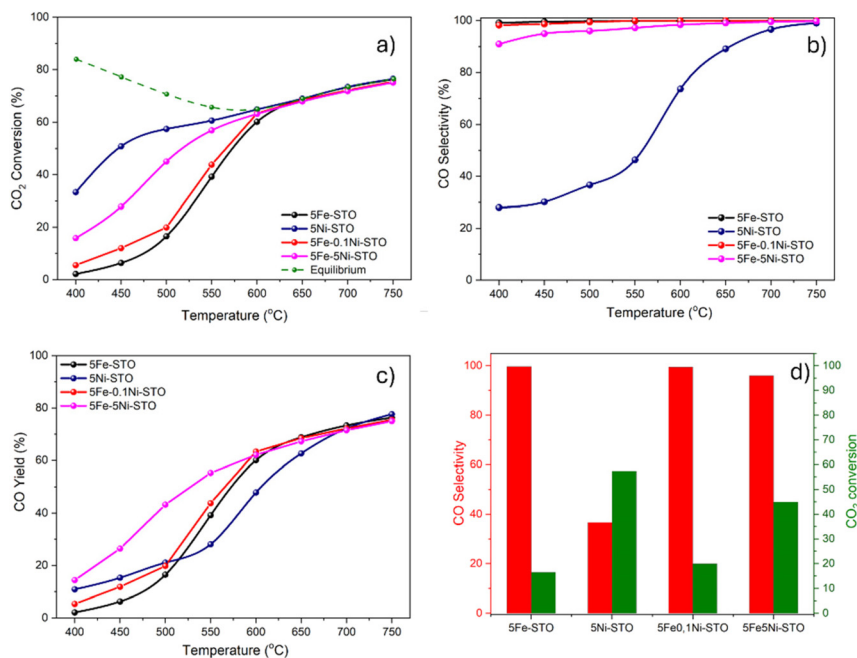 a)
CO₂ Conversion (%)
100
80
60
40
20
0
5Fe-STO
5Ni-STO
5Fe-0.1Ni-STO
5Fe-5Ni-STO
Equilibrium
400 450 500 550 600 650 700 750
Temperature (°C)
b)
CO Selectivity (%)
100
80
60
40
20
0
5Fe-STO
5Ni-STO
5Fe-0.1Ni-STO
5Fe-5Ni-STO
400 450 500 550 600 650 700 750
Temperature (°C)
c)
CO Yield (%)
100
80
60
40
20
0
5Fe-STO
5Ni-STO
5Fe-0.1Ni-STO
5Fe-5Ni-STO
400 450 500 550 600 650 700 750
Temperature (°C)
d)
CO Selectivity
100
80
60
40
20
0
5Fe-STO 5Ni-STO 5Fe0,1Ni-STO 5Fe5Ni-STO
100
90
80
70
60
50
40
30
20
10
0
CO₂ conversion